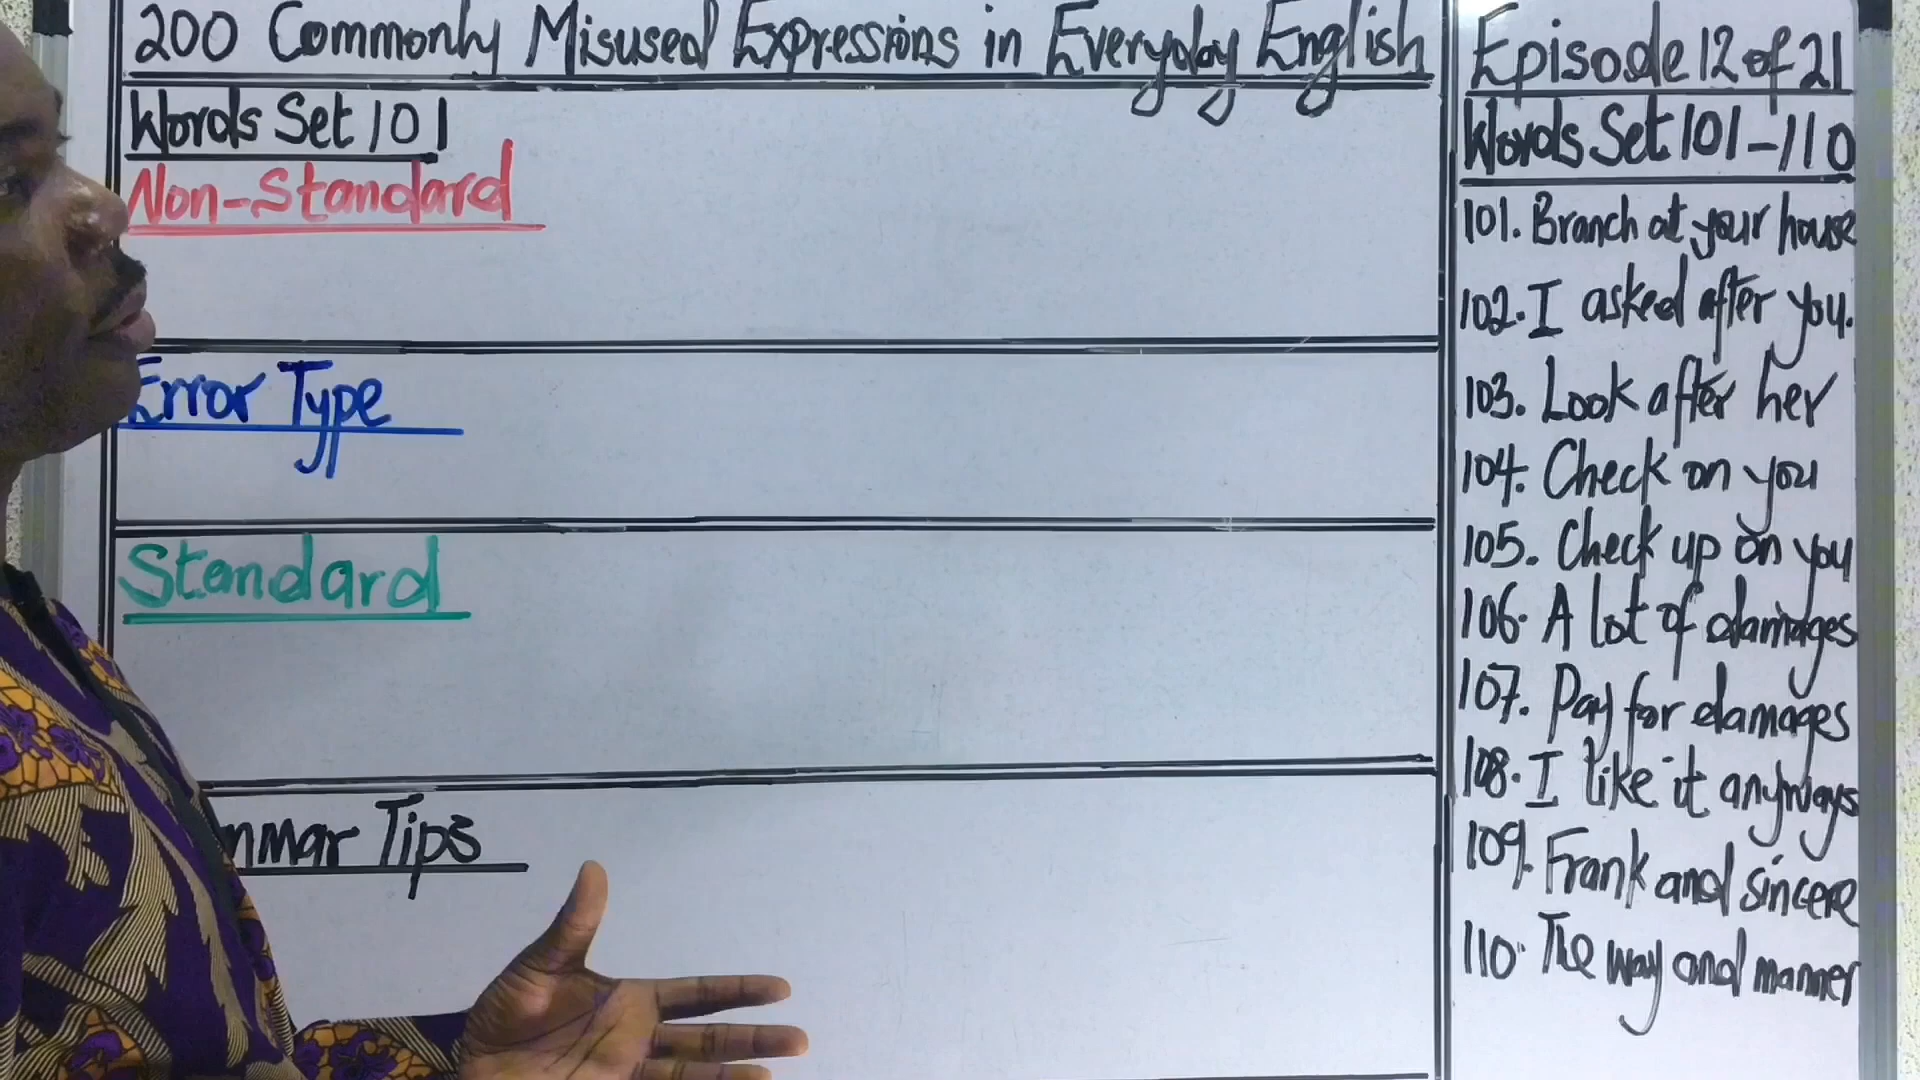 200 Commonly Misused Expressions in Everyday English
Words Set 101
Non-Standard
Error Type
Standard
Tips
Episode 12 of 21
Words Set 101-110
101. Branch at your house
102. I asked after you.
103. Look after her
104. Check on you
105. Check up on you
106. A lot of damages
107. Pay for damages
108. I like it anyways
109. Frank and sincere
110. The way and manner